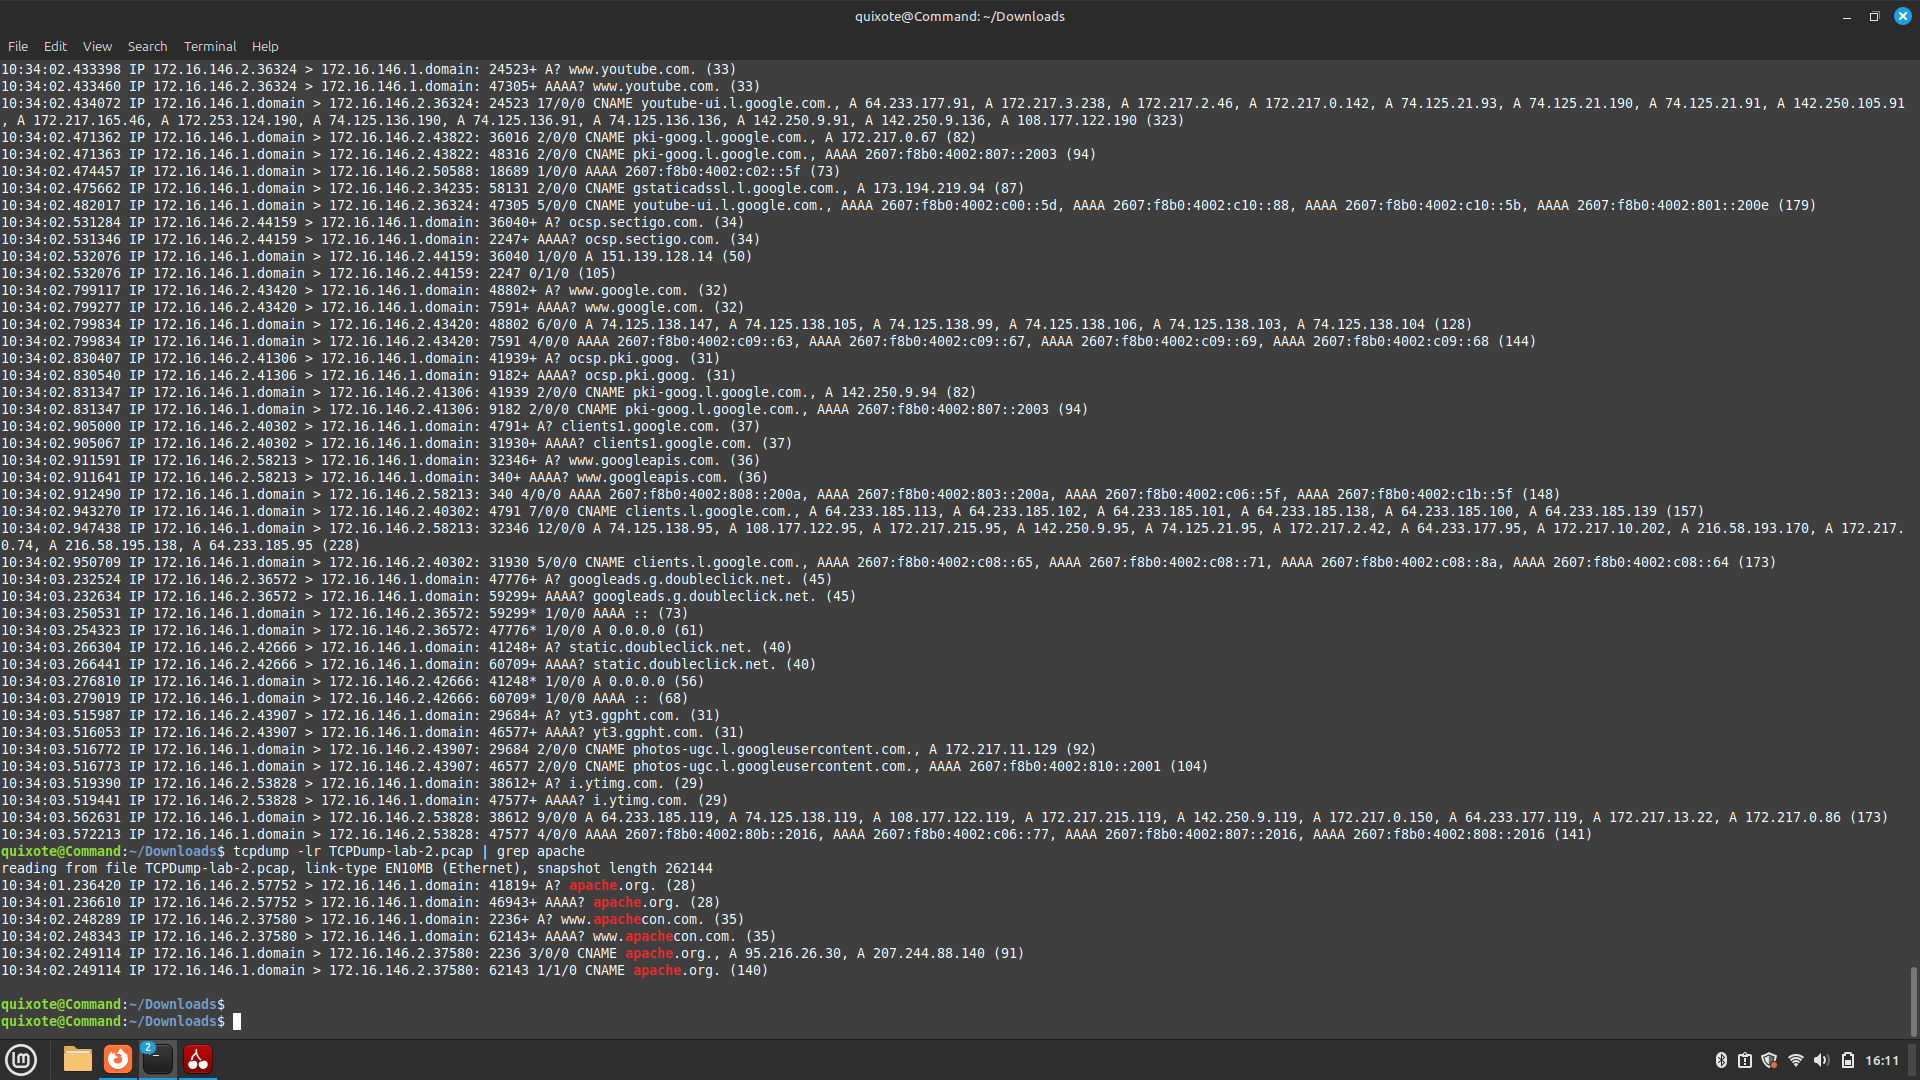 quixote@Command: ~/Downloads
File Edit View Search Terminal Help
10:34:02.433398 IP 172.16.146.2.36324 > 172.16.146.1.domain: 24523+ A? www.youtube.com. (33)
10:34:02.433460 IP 172.16.146.2.36324 > 172.16.146.1.domain: 47305+ AAAA? www.youtube.com. (33)
10:34:02.434072 IP 172.16.146.1.domain > 172.16.146.2.36324: 24523 17/0/0 CNAME youtube-ui.l.google.com., A 64.233.177.91, A 172.217.3.238, A 172.217.2.46, A 172.217.0.142, A 74.125.21.93, A 74.125.21.190, A 74.125.21.91, A 142.250.105.91
, A 172.217.165.46, A 172.253.124.190, A 74.125.136.190, A 74.125.136.91, A 74.125.136.136, A 142.250.9.91, A 142.250.9.136, A 108.177.122.190 (323)
10:34:02.471362 IP 172.16.146.1.domain > 172.16.146.2.43822: 36016 2/0/0 CNAME pki-goog.l.google.com., A 172.217.0.67 (82)
10:34:02.471363 IP 172.16.146.1.domain > 172.16.146.2.43822: 48316 2/0/0 CNAME pki-goog.l.google.com., AAAA 2607:f8b0:4002:807::2003 (94)
10:34:02.474457 IP 172.16.146.1.domain > 172.16.146.2.50588: 18689 1/0/0 AAAA 2607:f8b0:4002:c02::5f (73)
10:34:02.475662 IP 172.16.146.1.domain > 172.16.146.2.34235: 58131 2/0/0 CNAME gstaticadssl.l.google.com., A 173.194.219.94 (87)
10:34:02.482017 IP 172.16.146.1.domain > 172.16.146.2.36324: 47305 5/0/0 CNAME youtube-ui.l.google.com., AAAA 2607:f8b0:4002:c00::5d, AAAA 2607:f8b0:4002:c10::88, AAAA 2607:f8b0:4002:c10::5b, AAAA 2607:f8b0:4002:801::200e (179)
10:34:02.531284 IP 172.16.146.2.44159 > 172.16.146.1.domain: 36040+ A? ocsp.sectigo.com. (34)
10:34:02.531346 IP 172.16.146.2.44159 > 172.16.146.1.domain: 2247+ AAAA? ocsp.sectigo.com. (34)
10:34:02.532076 IP 172.16.146.1.domain > 172.16.146.2.44159: 36040 1/0/0 A 151.139.128.14 (50)
10:34:02.532076 IP 172.16.146.1.domain > 172.16.146.2.44159: 2247 0/1/0 (105)
10:34:02.799117 IP 172.16.146.2.43420 > 172.16.146.1.domain: 48802+ A? www.google.com. (32)
10:34:02.799277 IP 172.16.146.2.43420 > 172.16.146.1.domain: 7591+ AAAA? www.google.com. (32)
10:34:02.799834 IP 172.16.146.1.domain > 172.16.146.2.43420: 48802 6/0/0 A 74.125.138.147, A 74.125.138.105, A 74.125.138.99, A 74.125.138.106, A 74.125.138.103, A 74.125.138.104 (128)
10:34:02.799834 IP 172.16.146.1.domain > 172.16.146.2.43420: 7591 4/0/0 AAAA 2607:f8b0:4002:c09::63, AAAA 2607:f8b0:4002:c09::67, AAAA 2607:f8b0:4002:c09::69, AAAA 2607:f8b0:4002:c09::68 (144)
10:34:02.830407 IP 172.16.146.2.41306 > 172.16.146.1.domain: 41939+ A? ocsp.pki.goog. (31)
10:34:02.830540 IP 172.16.146.2.41306 > 172.16.146.1.domain: 9182+ AAAA? ocsp.pki.goog. (31)
10:34:02.831347 IP 172.16.146.1.domain > 172.16.146.2.41306: 41939 2/0/0 CNAME pki-goog.l.google.com., A 142.250.9.94 (82)
10:34:02.831347 IP 172.16.146.1.domain > 172.16.146.2.41306: 9182 2/0/0 CNAME pki-goog.l.google.com., AAAA 2607:f8b0:4002:807::2003 (94)
10:34:02.905000 IP 172.16.146.2.40302 > 172.16.146.1.domain: 4791+ A? clients1.google.com. (37)
10:34:02.905067 IP 172.16.146.2.40302 > 172.16.146.1.domain: 31930+ AAAA? clients1.google.com. (37)
10:34:02.911591 IP 172.16.146.2.58213 > 172.16.146.1.domain: 32346+ A? www.googleapis.com. (36)
10:34:02.911641 IP 172.16.146.2.58213 > 172.16.146.1.domain: 340+ AAAA? www.googleapis.com. (36)
10:34:02.912490 IP 172.16.146.1.domain > 172.16.146.2.58213: 340 4/0/0 AAAA 2607:f8b0:4002:808::200a, AAAA 2607:f8b0:4002:803::200a, AAAA 2607:f8b0:4002:c06::5f, AAAA 2607:f8b0:4002:c1b::5f (148)
10:34:02.943270 IP 172.16.146.1.domain > 172.16.146.2.40302: 4791 7/0/0 CNAME clients.l.google.com., A 64.233.185.113, A 64.233.185.102, A 64.233.185.101, A 64.233.185.138, A 64.233.185.100, A 64.233.185.139 (157)
10:34:02.947438 IP 172.16.146.1.domain > 172.16.146.2.58213: 32346 12/0/0 A 74.125.138.95, A 108.177.122.95, A 172.217.215.95, A 142.250.9.95, A 74.125.21.95, A 172.217.2.42, A 64.233.177.95, A 172.217.10.202, A 216.58.193.170, A 172.217.
0.74, A 216.58.195.138, A 64.233.185.95 (228)
10:34:02.950709 IP 172.16.146.1.domain > 172.16.146.2.40302: 31930 5/0/0 CNAME clients.l.google.com., AAAA 2607:f8b0:4002:c08::65, AAAA 2607:f8b0:4002:c08::71, AAAA 2607:f8b0:4002:c08::8a, AAAA 2607:f8b0:4002:c08::64 (173)
10:34:03.232524 IP 172.16.146.2.36572 > 172.16.146.1.domain: 47776+ A? googleads.g.doubleclick.net. (45)
10:34:03.232634 IP 172.16.146.2.36572 > 172.16.146.1.domain: 59299+ AAAA? googleads.g.doubleclick.net. (45)
10:34:03.250531 IP 172.16.146.1.domain > 172.16.146.2.36572: 59299* 1/0/0 AAAA :: (73)
10:34:03.254323 IP 172.16.146.1.domain > 172.16.146.2.36572: 47776* 1/0/0 A 0.0.0.0 (61)
10:34:03.266304 IP 172.16.146.2.42666 > 172.16.146.1.domain: 41248+ A? static.doubleclick.net. (40)
10:34:03.266441 IP 172.16.146.2.42666 > 172.16.146.1.domain: 60709+ AAAA? static.doubleclick.net. (40)
10:34:03.276810 IP 172.16.146.1.domain > 172.16.146.2.42666: 41248* 1/0/0 A 0.0.0.0 (56)
10:34:03.279019 IP 172.16.146.1.domain > 172.16.146.2.42666: 60709* 1/0/0 AAAA :: (68)
10:34:03.515987 IP 172.16.146.2.43907 > 172.16.146.1.domain: 29684+ A? yt3.ggpht.com. (31)
10:34:03.516053 IP 172.16.146.2.43907 > 172.16.146.1.domain: 46577+ AAAA? yt3.ggpht.com. (31)
10:34:03.516772 IP 172.16.146.1.domain > 172.16.146.2.43907: 29684 2/0/0 CNAME photos-ugc.l.googleusercontent.com., A 172.217.11.129 (92)
10:34:03.516773 IP 172.16.146.1.domain > 172.16.146.2.43907: 46577 2/0/0 CNAME photos-ugc.l.googleusercontent.com., AAAA 2607:f8b0:4002:810::2001 (104)
10:34:03.519390 IP 172.16.146.2.53828 > 172.16.146.1.domain: 38612+ A? i.ytimg.com. (29)
10:34:03.519441 IP 172.16.146.2.53828 > 172.16.146.1.domain: 47577+ AAAA? i.ytimg.com. (29)
10:34:03.562631 IP 172.16.146.1.domain > 172.16.146.2.53828: 38612 9/0/0 A 64.233.185.119, A 74.125.138.119, A 108.177.122.119, A 172.217.215.119, A 142.250.9.119, A 172.217.0.150, A 64.233.177.119, A 172.217.13.22, A 172.217.0.86 (173)
10:34:03.572213 IP 172.16.146.1.domain > 172.16.146.2.53828: 47577 4/0/0 AAAA 2607:f8b0:4002:80b::2016, AAAA 2607:f8b0:4002:c06::77, AAAA 2607:f8b0:4002:807::2016, AAAA 2607:f8b0:4002:808::2016 (141)
quixote@Command:~/Downloads$ tcpdump -lr TCPDump-lab-2.pcap | grep apache
reading from file TCPDump-lab-2.pcap, link-type EN10MB (Ethernet), snapshot length 262144
10:34:01.236420 IP 172.16.146.2.57752 > 172.16.146.1.domain: 41819+ A? apache.org. (28)
10:34:01.236610 IP 172.16.146.2.57752 > 172.16.146.1.domain: 46943+ AAAA? apache.org. (28)
10:34:02.248289 IP 172.16.146.2.37580 > 172.16.146.1.domain: 2236+ A? www.apachecon.com. (35)
10:34:02.248343 IP 172.16.146.2.37580 > 172.16.146.1.domain: 62143+ AAAA? www.apachecon.com. (35)
10:34:02.249114 IP 172.16.146.1.domain > 172.16.146.2.37580: 2236 3/0/0 CNAME apache.org., A 95.216.26.30, A 207.244.88.140 (91)
10:34:02.249114 IP 172.16.146.1.domain > 172.16.146.2.37580: 62143 1/1/0 CNAME apache.org. (140)
quixote@Command:~/Downloads$
quixote@Command:~/Downloads$
2
16:11